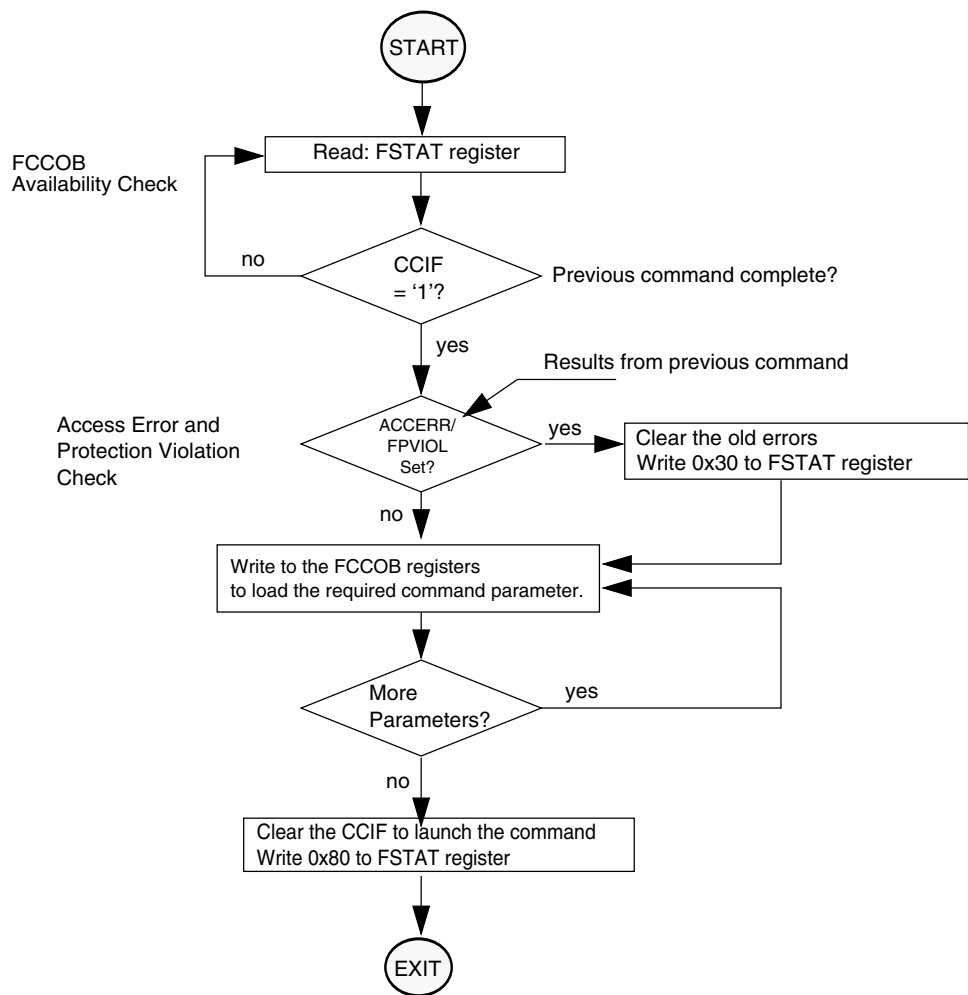 START
Read: FSTAT register
FCCOB
Availability Check
no
CCIF
= ‘1’?
Previous command complete?
yes
Results from previous command
Access Error and
Protection Violation
Check
ACCERR/
FPVIOL
Set?
yes
Clear the old errors
Write 0x30 to FSTAT register
no
Write to the FCCOB registers
to load the required command parameter.
More
Parameters?
yes
no
Clear the CCIF to launch the command
Write 0x80 to FSTAT register
EXIT